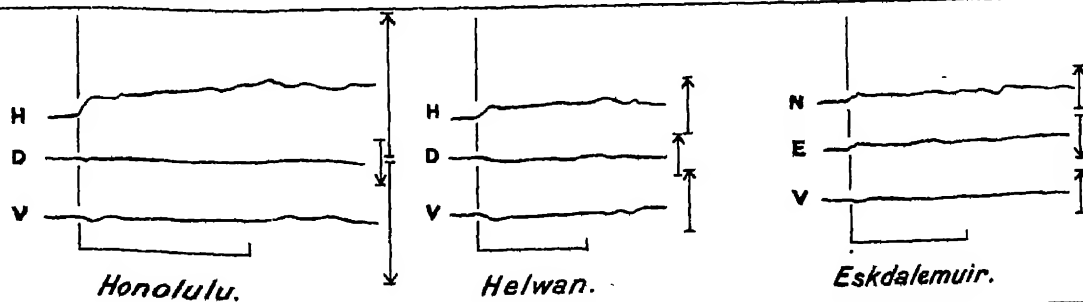 H
D
V
Honolulu.
H
D
V
Helwan.
N
E
V
Eskdalemuir.